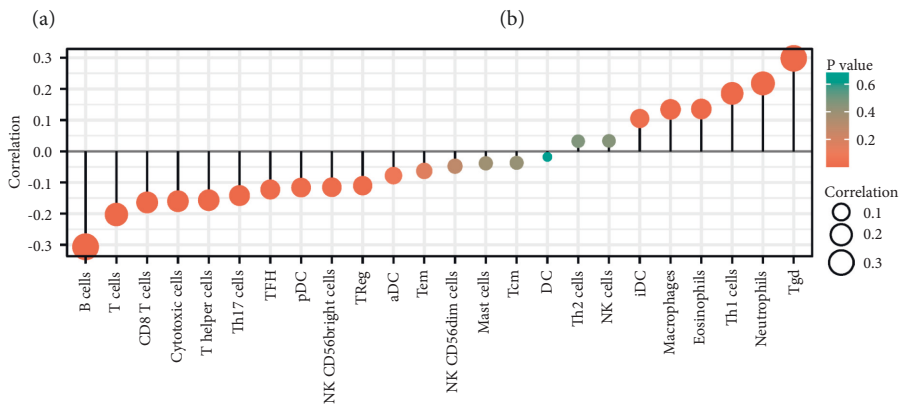 (a)
(b)
Correlation
0.3
0.2
0.1
0.0
-0.1
-0.2
-0.3
B cells
T cells
CD8 T cells
Cytotoxic cells
T helper cells
Th17 cells
TFH
pDC
NK CD56bright cells
TReg
aDC
Tem
NK CD56dim cells
Mast cells
Tcm
DC
Th2 cells
NK cells
iDC
Macrophages
Eosinophils
Th1 cells
Neutrophils
Tgd
P value
0.6
0.4
0.2
Correlation
0.1
0.2
0.3